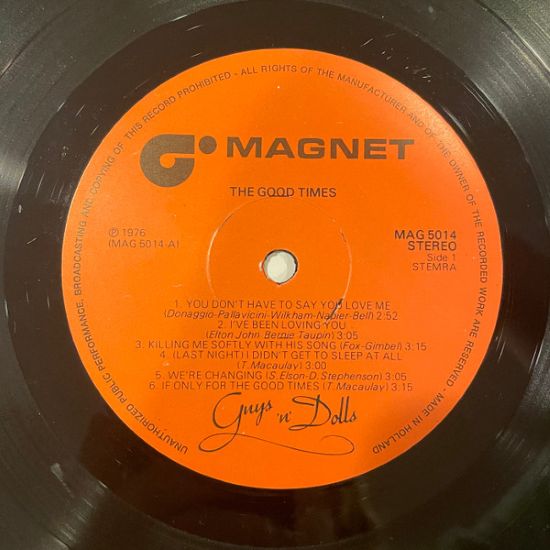 UNAUTHORIZED PUBLIC PERFORMANCE, BROADCASTING AND COPYING OF THIS RECORD PROHIBITED - ALL RIGHTS OF THE MANUFACTURER AND OF THE OWNER OF THE RECORDED WORK ARE RESERVED - MADE IN HOLLAND
MAGNET
THE GOOD TIMES
℗ 1976
(MAG 5014-A)
MAG 5014
STEREO
Side 1
STEMRA
1. YOU DON'T HAVE TO SAY YOU LOVE ME
(Donaggio-Pallavicini-Wilkham-Napier-Bell) 2:52
2. I'VE BEEN LOVING YOU
(Elton John-Bernie Taupin) 3:05
3. KILLING ME SOFTLY WITH HIS SONG (Fox-Gimbel)
4. (LAST NIGHT) I DIDN'T GET TO SLEEP AT ALL
(T. Macaulay) 3:00
5. WE'RE CHANGING (S. Elson-D. Stephenson) 3:05
6. IF ONLY FOR THE GOOD TIMES (T. Macaulay) 3:15
Guys 'n' Dolls